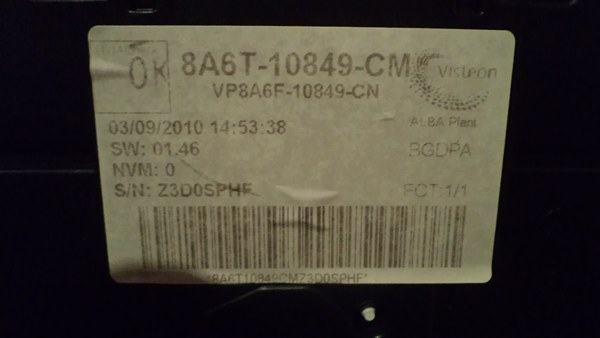 OK
8A6T-10849-CM
Visteon
VP8A6F-10849-CN
03/09/2010 14:53:38
ALBA Plant
SW: 01.46
BGDPA
NVM: 0
S/N: Z3D0SPHF
FCT:1/1
*8A6T10849CMZ3D0SPHF*